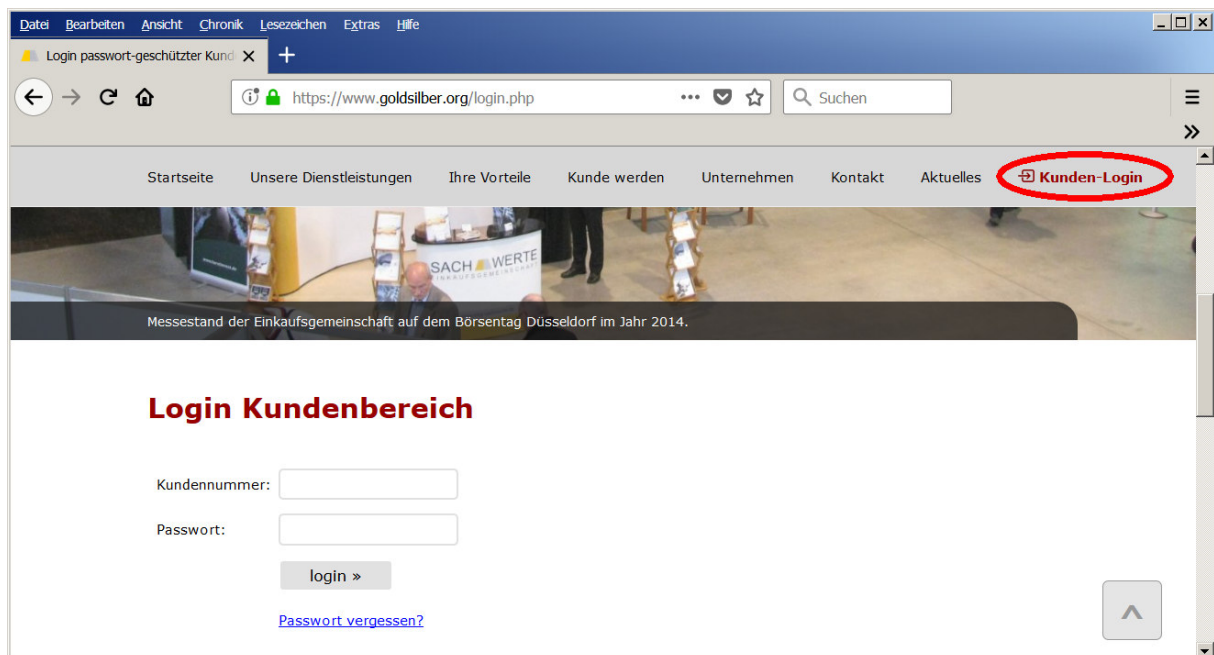 Datei Bearbeiten Ansicht Chronik Lesezeichen Extras Hilfe
Login passwort-geschützter Kund
https://www.goldsilber.org/login.php
Suchen
Startseite Unsere Dienstleistungen Ihre Vorteile Kunde werden Unternehmen Kontakt Aktuelles Kunden-Login
SACH WERTE
EINKAUFSGEMEINSCHAFT
Messestand der Einkaufsgemeinschaft auf dem Börsentag Düsseldorf im Jahr 2014.
Login Kundenbereich
Kundennummer:
Passwort:
login »
Passwort vergessen?